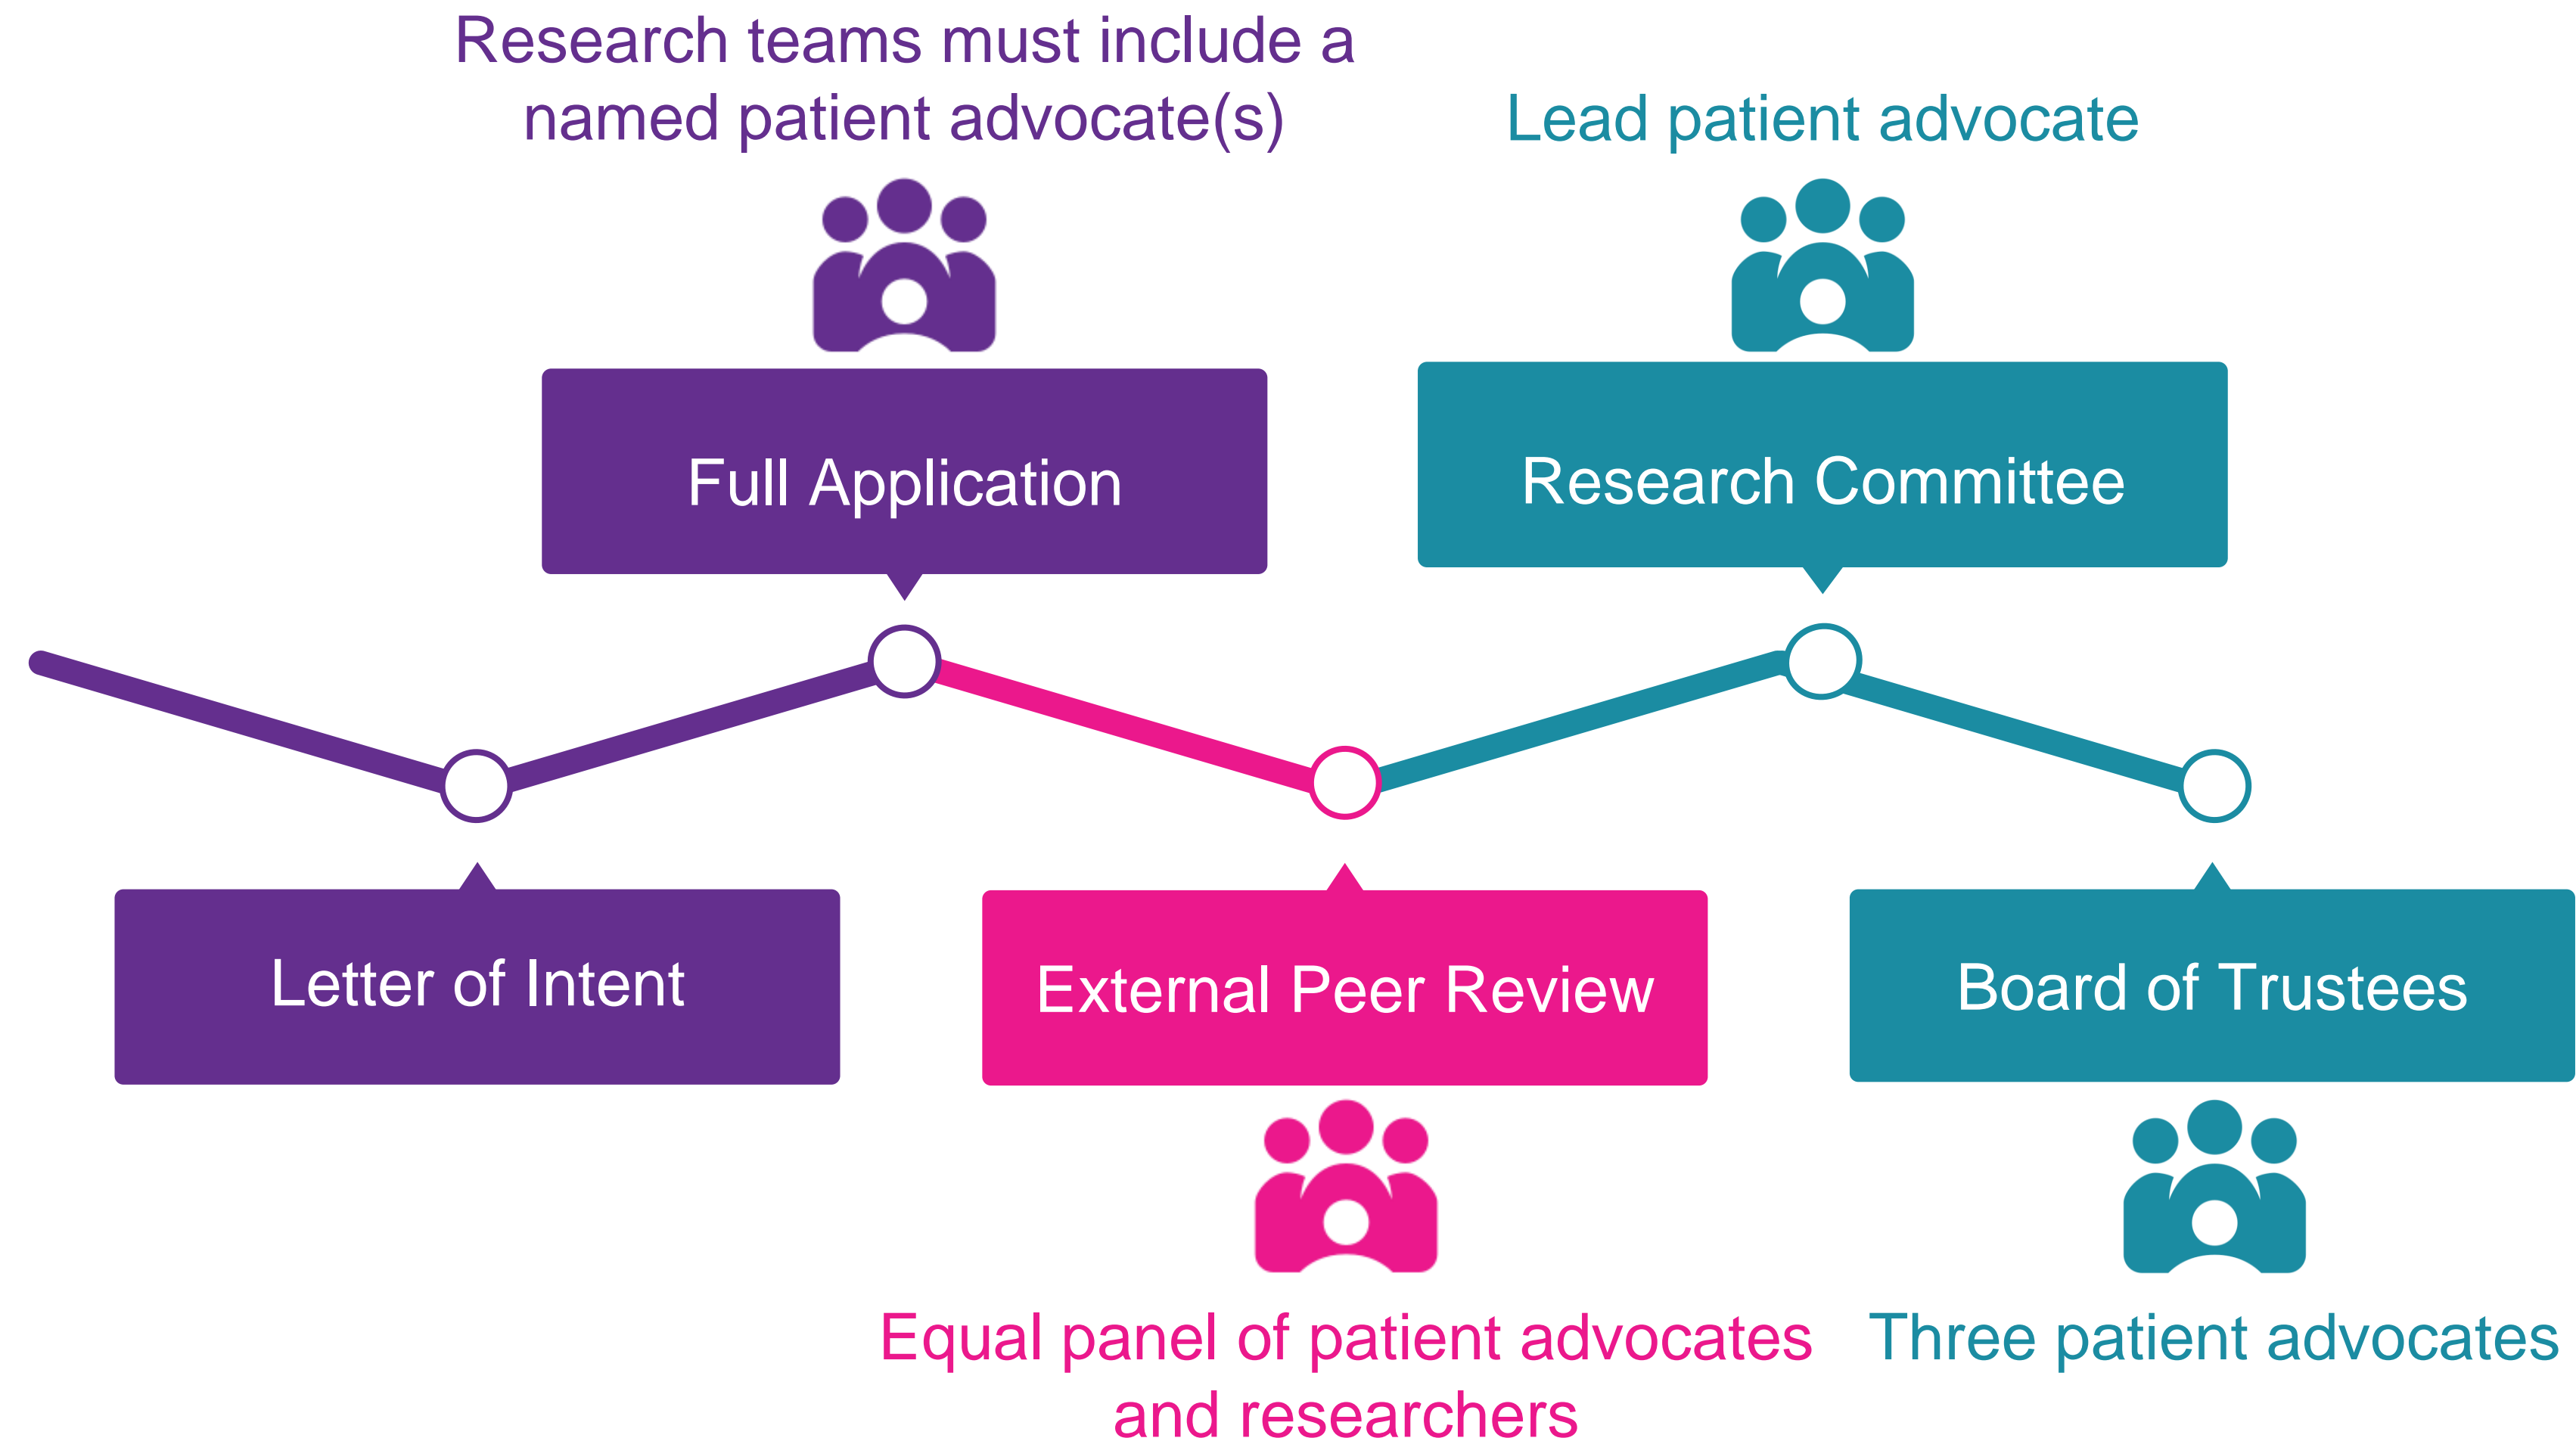 Research teams must include a
named patient advocate(s)
Lead patient advocate
Full Application
Research Committee
Letter of Intent
External Peer Review
Board of Trustees
Equal panel of patient advocates
and researchers
Three patient advocates